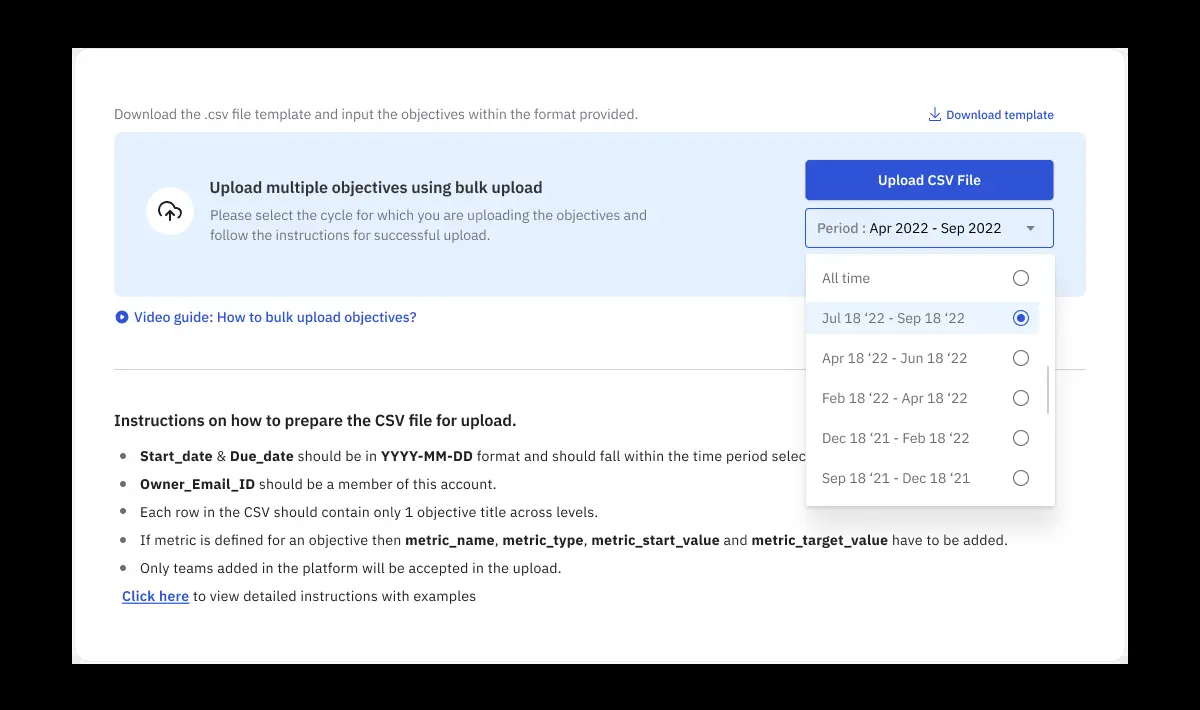 Download the .csv file template and input the objectives within the format provided.
Download template
Upload multiple objectives using bulk upload
Please select the cycle for which you are uploading the objectives and
follow the instructions for successful upload.
Upload CSV File
Period : Apr 2022 - Sep 2022
All time
Jul 18 ‘22 - Sep 18 ‘22
Apr 18 ‘22 - Jun 18 ‘22
Feb 18 ‘22 - Apr 18 ‘22
Dec 18 ‘21 - Feb 18 ‘22
Sep 18 ‘21 - Dec 18 ‘21
Video guide: How to bulk upload objectives?
Instructions on how to prepare the CSV file for upload.
Start_date & Due_date should be in YYYY-MM-DD format and should fall within the time period selec
Owner_Email_ID should be a member of this account.
Each row in the CSV should contain only 1 objective title across levels.
If metric is defined for an objective then metric_name, metric_type, metric_start_value and metric_target_value have to be added.
Only teams added in the platform will be accepted in the upload.
Click here to view detailed instructions with examples